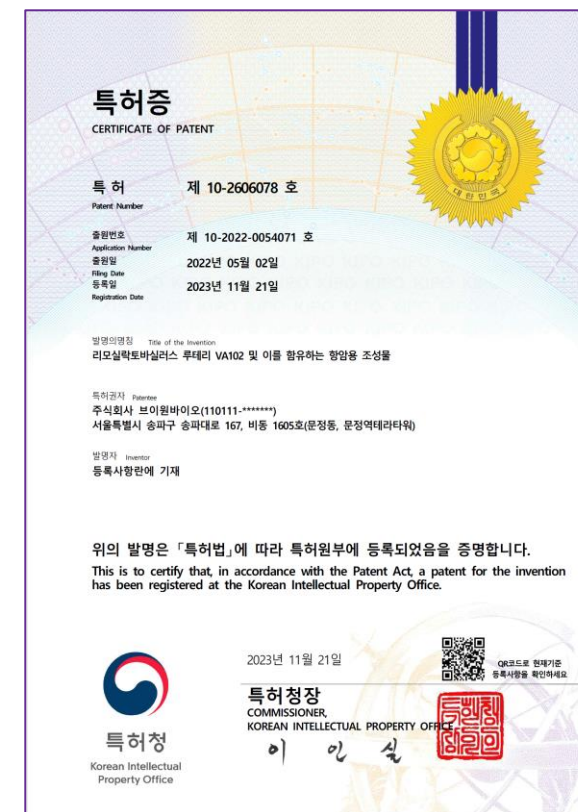 특허증
CERTIFICATE OF PATENT
특 허 제 10-2606078 호
Patent Number
출원번호 제 10-2022-0054071 호
Application Number
출원일 2022년 05월 02일
Filing Date
등록일 2023년 11월 21일
Registration Date
발명의명칭 Title of the Invention
리모실락토바실러스 루테리 VA102 및 이를 함유하는 항암용 조성물
특허권자 Patentee
주식회사 브이원바이오(110111-*******)
서울특별시 송파구 송파대로 167, 비동 1605호(문정동, 문정역테라타워)
발명자 Inventor
등록사항란에 기재
위의 발명은 「특허법」에 따라 특허원부에 등록되었음을 증명합니다.
This is to certify that, in accordance with the Patent Act, a patent for the invention
has been registered at the Korean Intellectual Property Office.
2023년 11월 21일
QR코드로 현재기준
등록사항을 확인하세요
특허청장
COMMISSIONER,
KOREAN INTELLECTUAL PROPERTY OFFICE
이 인 실
특허청
Korean Intellectual
Property Office
대한민국